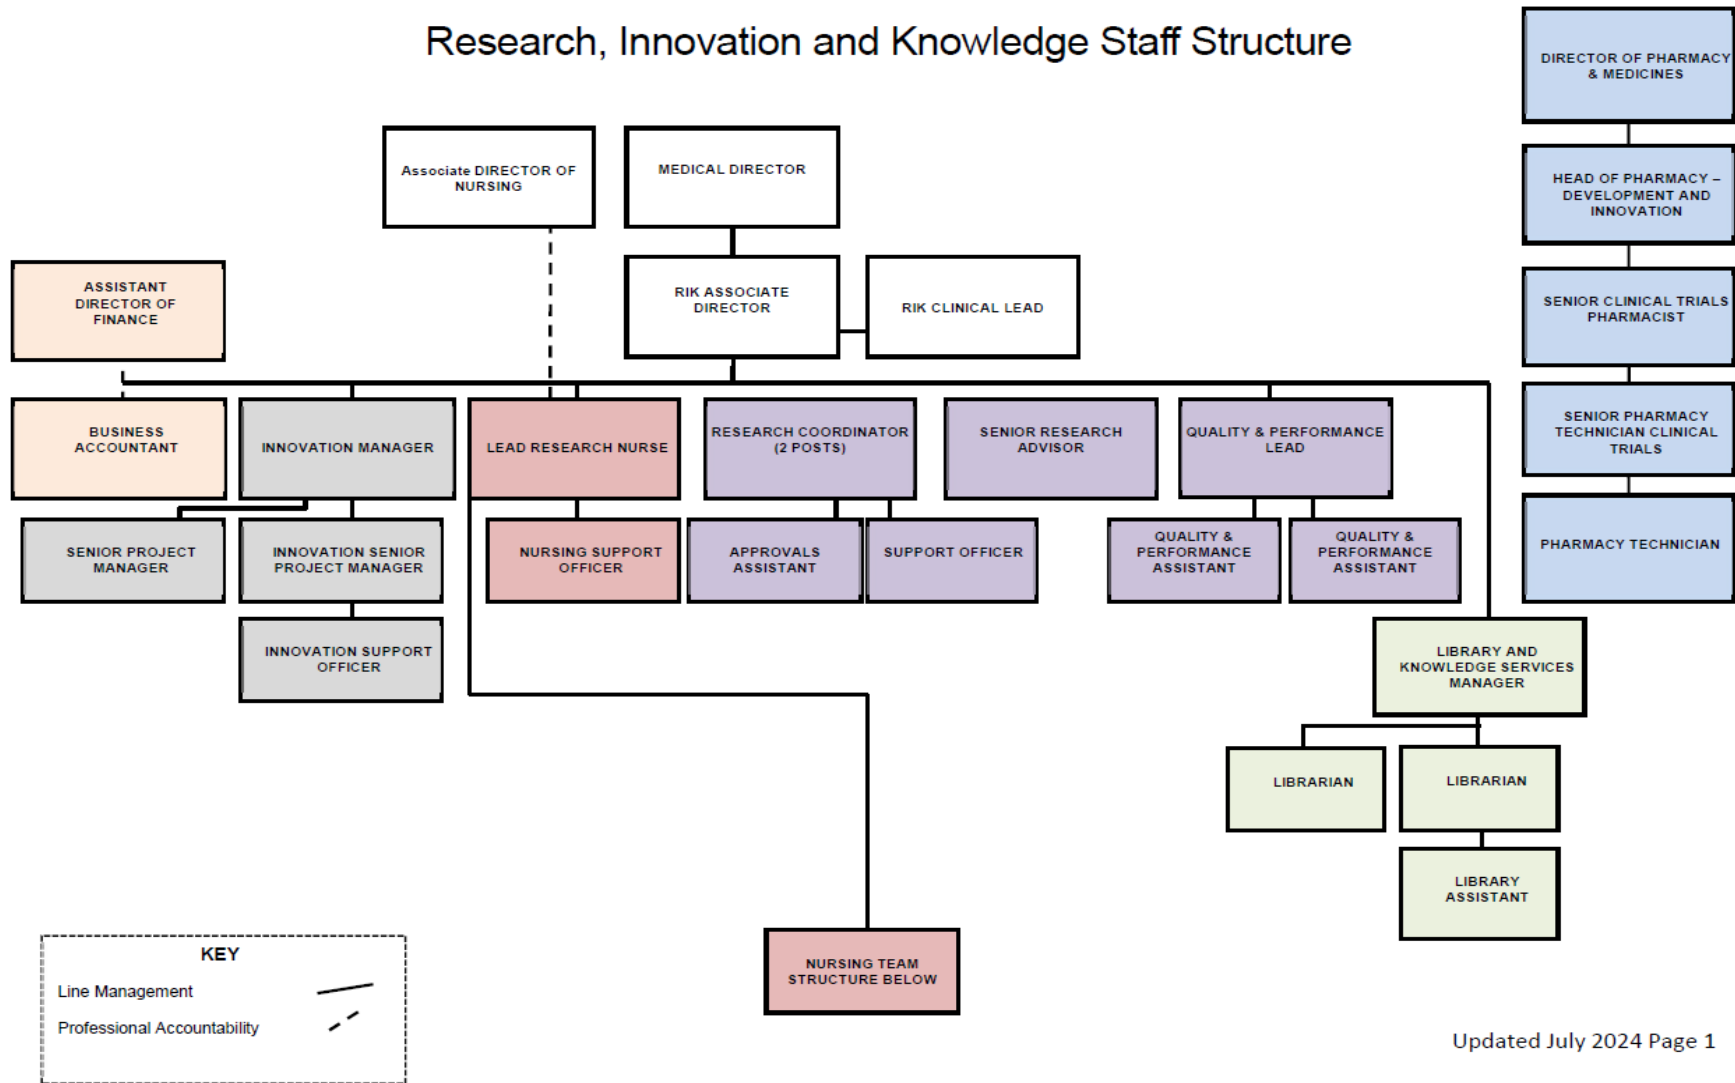 Research, Innovation and Knowledge Staff Structure
DIRECTOR OF PHARMACY
& MEDICINES
HEAD OF PHARMACY –
DEVELOPMENT AND
INNOVATION
SENIOR CLINICAL TRIALS
PHARMACIST
SENIOR PHARMACY
TECHNICIAN CLINICAL
TRIALS
PHARMACY TECHNICIAN
Associate DIRECTOR OF
NURSING
MEDICAL DIRECTOR
RIK ASSOCIATE
DIRECTOR
RIK CLINICAL LEAD
ASSISTANT
DIRECTOR OF
FINANCE
BUSINESS
ACCOUNTANT
INNOVATION MANAGER
LEAD RESEARCH NURSE
RESEARCH COORDINATOR
(2 POSTS)
SENIOR RESEARCH
ADVISOR
QUALITY & PERFORMANCE
LEAD
SENIOR PROJECT
MANAGER
INNOVATION SENIOR
PROJECT MANAGER
NURSING SUPPORT
OFFICER
APPROVALS
ASSISTANT
SUPPORT OFFICER
QUALITY &
PERFORMANCE
ASSISTANT
QUALITY &
PERFORMANCE
ASSISTANT
INNOVATION SUPPORT
OFFICER
LIBRARY AND
KNOWLEDGE SERVICES
MANAGER
LIBRARIAN
LIBRARIAN
LIBRARY
ASSISTANT
NURSING TEAM
STRUCTURE BELOW
KEY
Line Management
Professional Accountability
Updated July 2024 Page 1